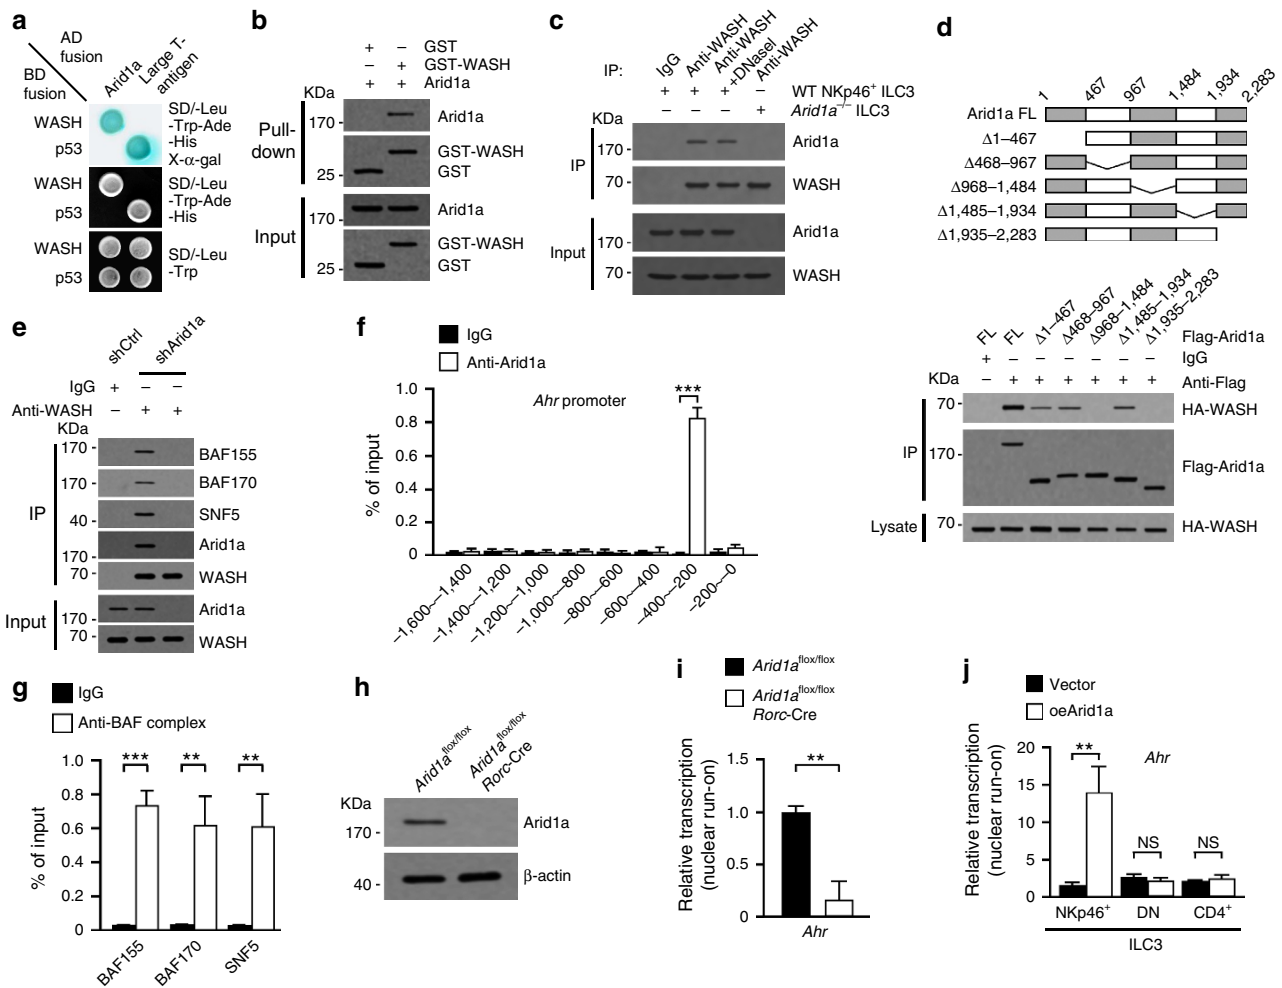 a
AD fusion
BD fusion
Arid1a
Large T-antigen
WASH
p53
SD/-Leu
-Trp-Ade
-His
X-α-gal
WASH
p53
SD/-Leu
-Trp-Ade
-His
WASH
p53
SD/-Leu
-Trp
b
+ − GST
− + GST-WASH
+ + Arid1a
KDa
Pull-down
170 - Arid1a
GST-WASH
25 - GST
Input
170 - Arid1a
GST-WASH
25 - GST
c
IP:
IgG
Anti-WASH
Anti-WASH +DNaseI
Anti-WASH
+ + + WT NKp46+ ILC3
+ Arid1a−/− ILC3
KDa
IP
170 - Arid1a
70 - WASH
Input
170 - Arid1a
70 - WASH
d
1 467 967 1,484 1,934 2,283
Arid1a FL
Δ1–467
Δ468–967
Δ968–1,484
Δ1,485–1,934
Δ1,935–2,283
FL FL Δ1–467 Δ468–967 Δ968–1,484 Δ1,485–1,934 Δ1,935–2,283 Flag-Arid1a
+ − − − − − − IgG
− + + + + + + Anti-Flag
KDa
IP
70 - HA-WASH
170 - Flag-Arid1a
Lysate
70 - HA-WASH
e
shCtrl
shArid1a
IgG + − −
Anti-WASH − + +
KDa
IP
170 - BAF155
170 - BAF170
40 - SNF5
170 - Arid1a
70 - WASH
Input
170 - Arid1a
70 - WASH
f
IgG
Anti-Arid1a
Ahr promoter
***
% of input
1.0
0.8
0.6
0.4
0.2
0
−1,600~−1,400
−1,400~−1,200
−1,200~−1,000
−1,000~−800
−800~−600
−600~−400
−400~−200
−200~−0
g
IgG
Anti-BAF complex
*** ** **
% of input
1.0
0.8
0.6
0.4
0.2
0
BAF155
BAF170
SNF5
h
Arid1aflox/flox
Arid1aflox/flox Rorc-Cre
KDa
170 - Arid1a
40 - β-actin
i
Arid1aflox/flox
Arid1aflox/flox
Rorc-Cre
**
Relative transcription
(nuclear run-on)
1.5
1.0
0.5
0
Ahr
j
Vector
oeArid1a
Ahr
** NS NS
Relative transcription
(nuclear run-on)
20
15
10
5
0
NKp46+ DN CD4+
ILC3